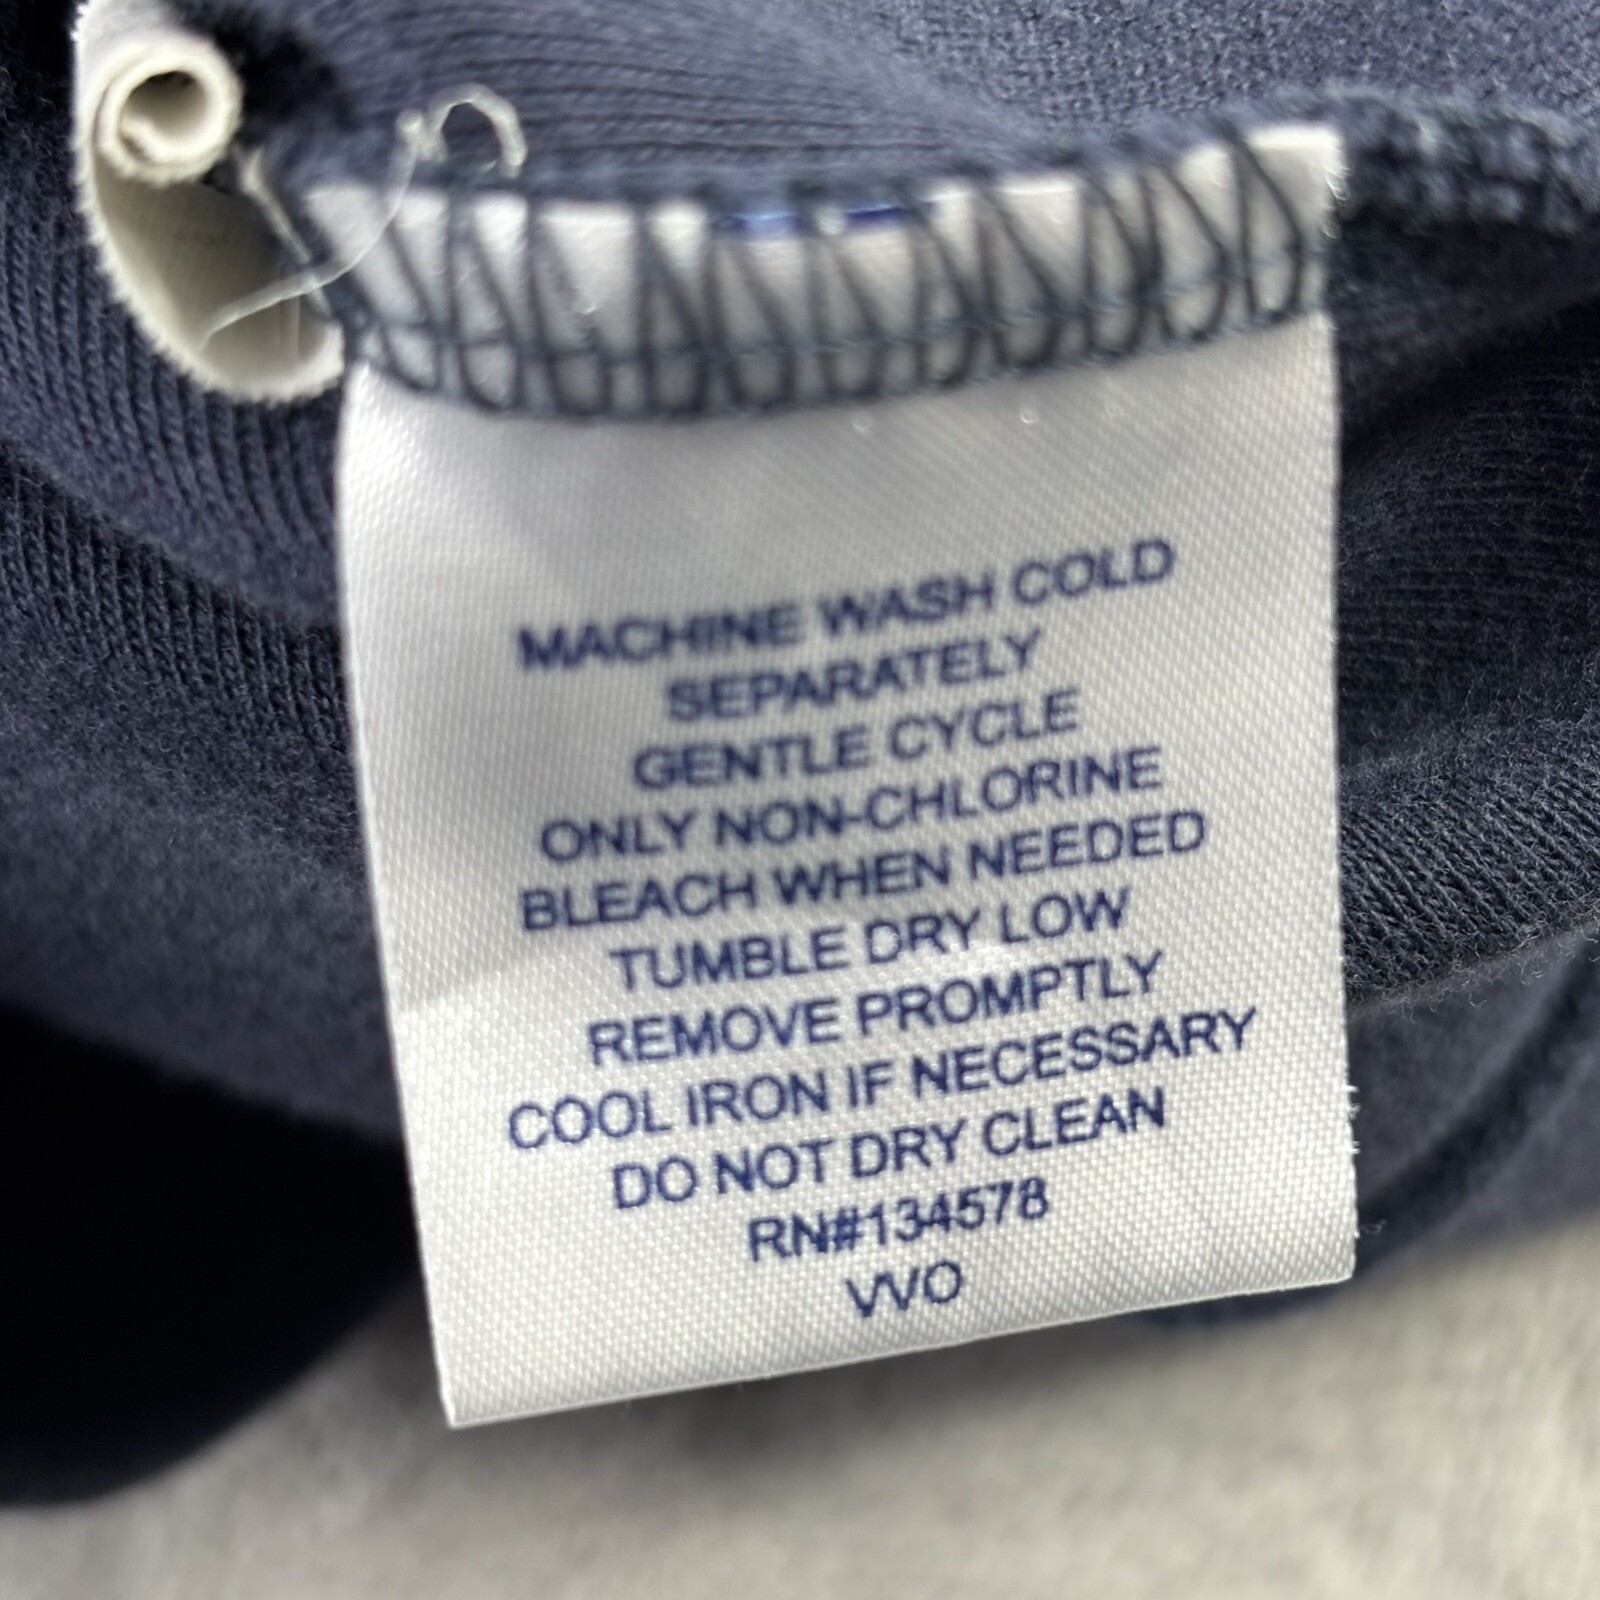 MACHINE WASH COLD
SEPARATELY
GENTLE CYCLE
ONLY NON-CHLORINE
BLEACH WHEN NEEDED
TUMBLE DRY LOW
REMOVE PROMPTLY
COOL IRON IF NECESSARY
DO NOT DRY CLEAN
RN#134578
VVO